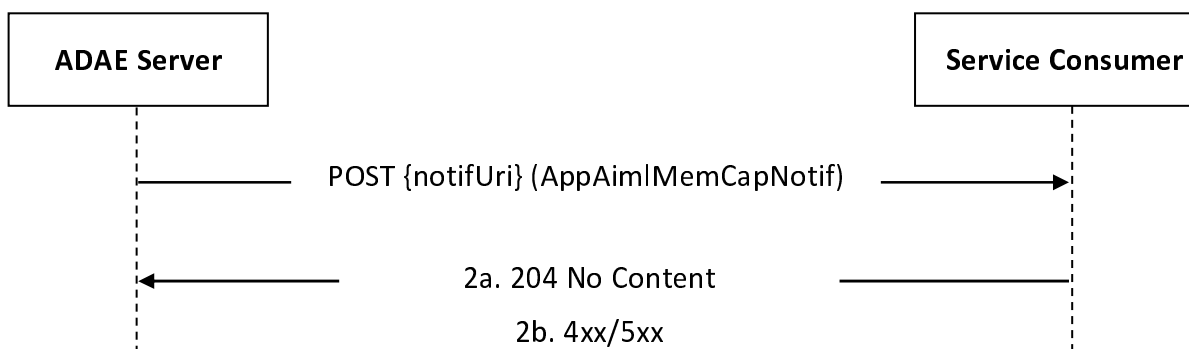 ADAE Server
Service Consumer
POST {notifUri} (AppAimlMemCapNotif)
2a. 204 No Content
2b. 4xx/5xx